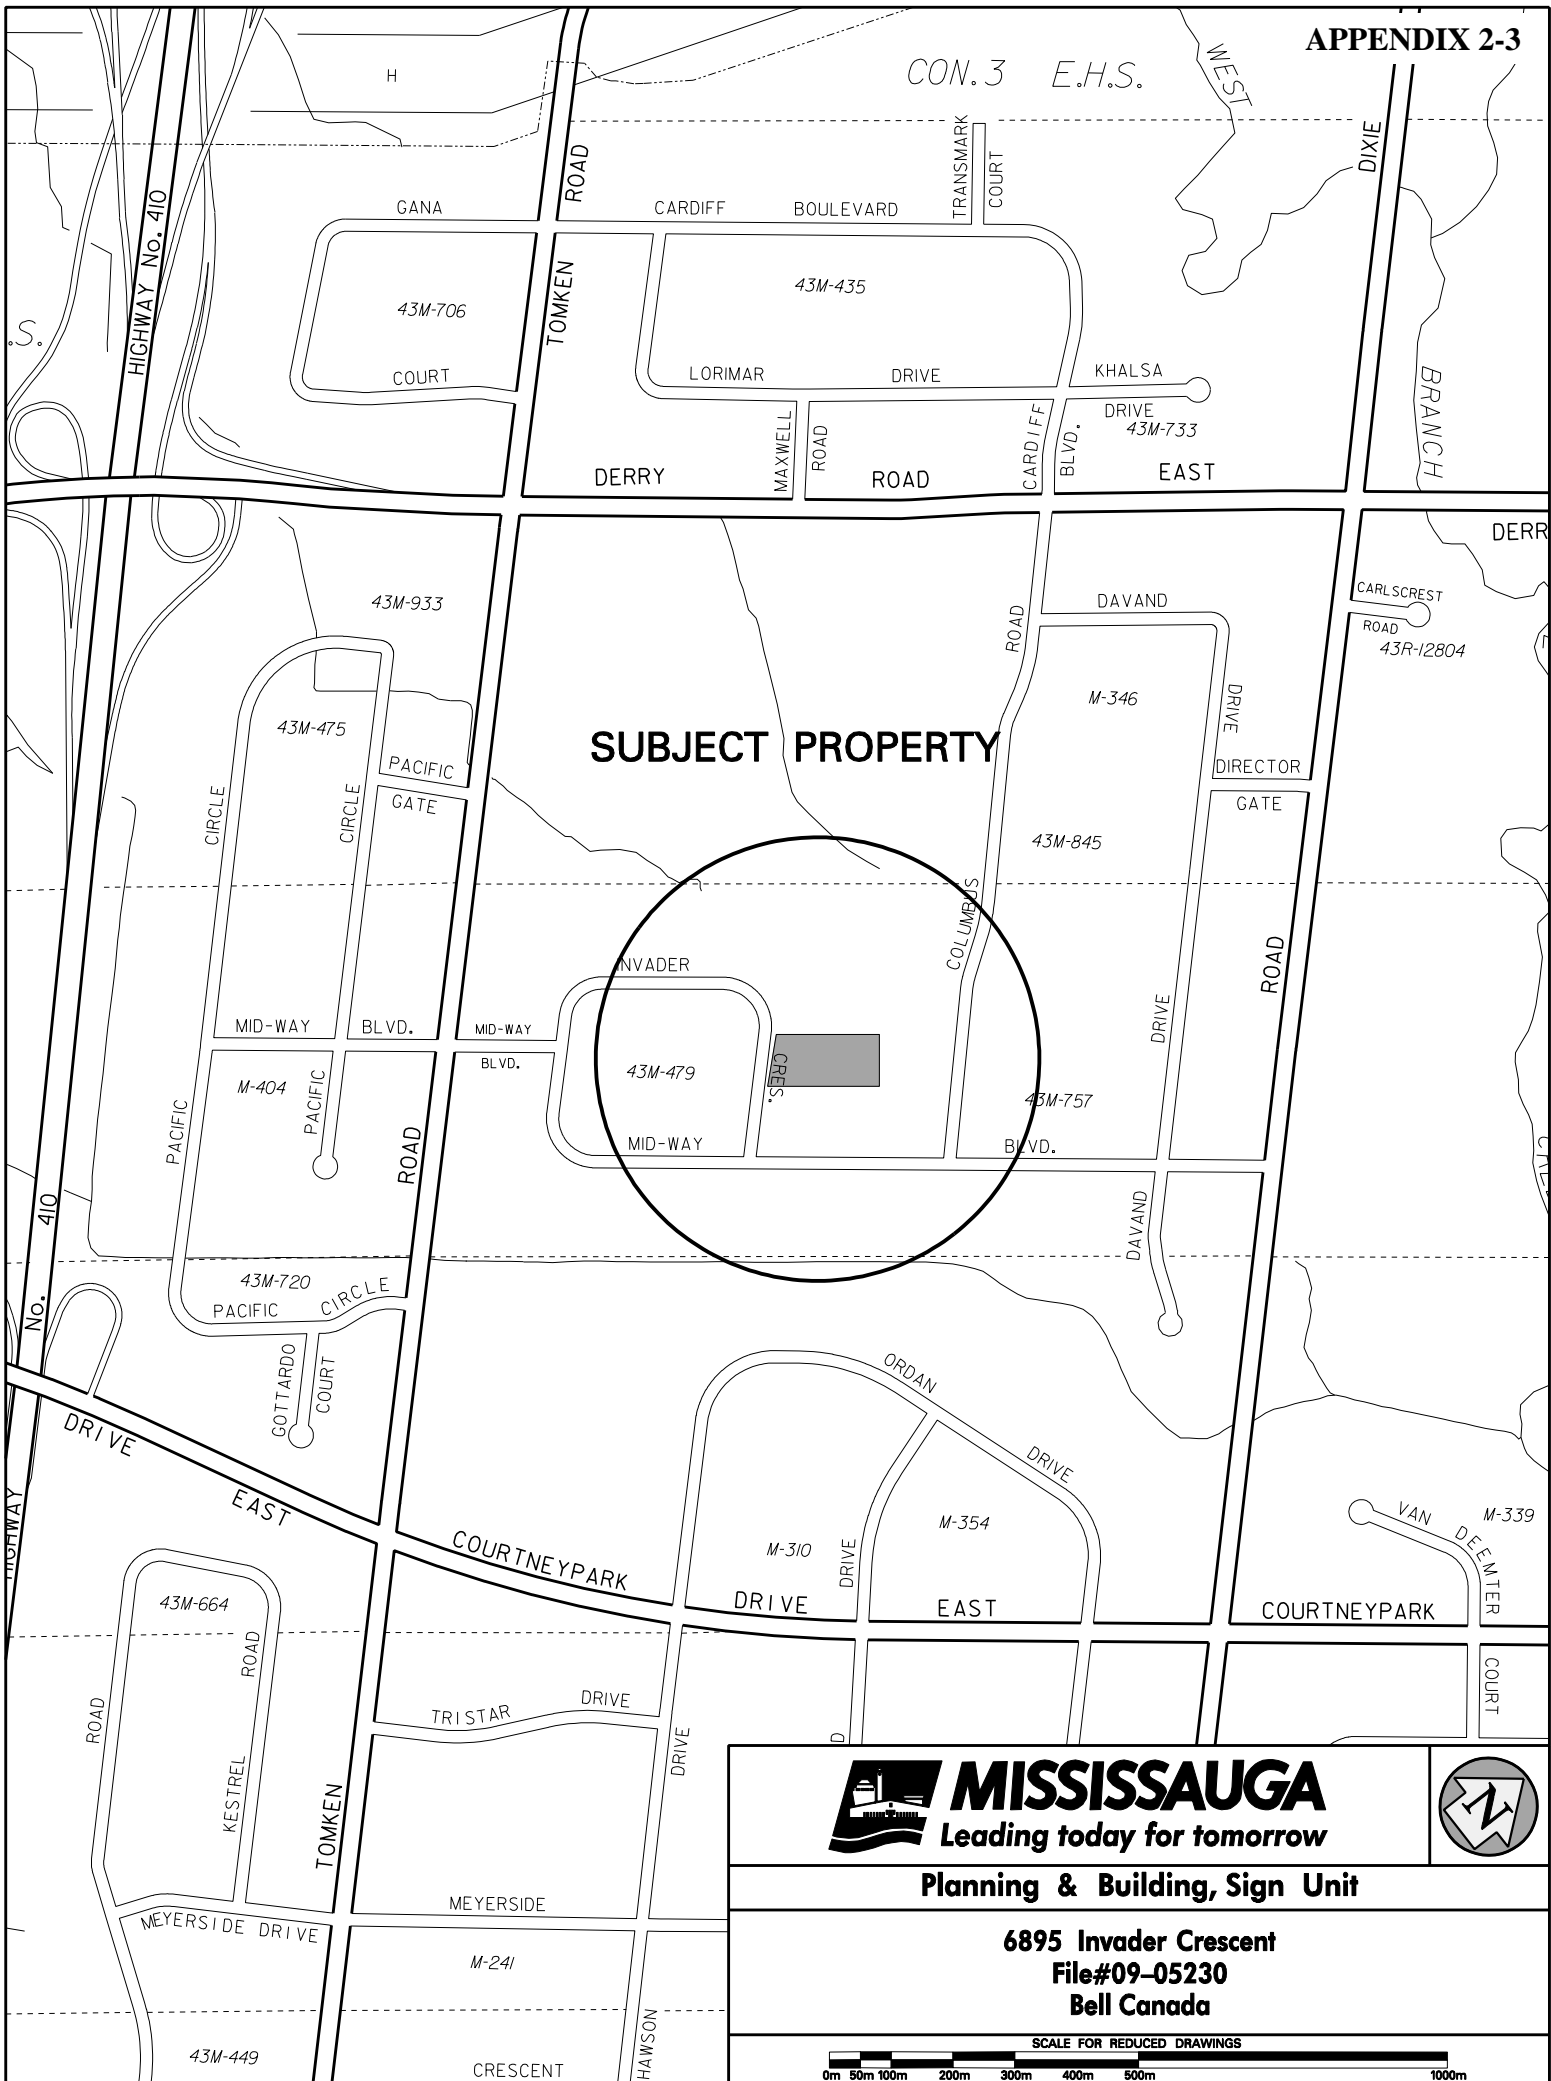 APPENDIX 2-3
CON. 3 E.H.S.
WEST
H
DIXIE
ROAD
TRANSMARK
COURT
HIGHWAY No. 410
GANA
CARDIFF BOULEVARD
TOMKEN
43M-435
43M-706
.S.
COURT
LORIMAR DRIVE
KHALSA
DRIVE
43M-733
BRANCH
MAXWELL
ROAD
CARDIFF
BLVD.
DERRY ROAD EAST
DERR
43M-933
DAVAND
CARLSCREST
ROAD
43R-12804
ROAD
M-346
DRIVE
43M-475
SUBJECT PROPERTY
PACIFIC
GATE
DIRECTOR
GATE
CIRCLE
CIRCLE
43M-845
COLUMBUS
INVADER
ROAD
MID-WAY BLVD.
MID-WAY
BLVD.
DRIVE
43M-479
CRES.
M-404
PACIFIC
43M-757
PACIFIC
ROAD
MID-WAY
BLVD.
No. 410
DAVAND
43M-720
PACIFIC CIRCLE
GOTTARDO
COURT
ORDAN
DRIVE
DRIVE
EAST
HIGHWAY
COURTNEYPARK
DRIVE EAST
COURTNEYPARK
M-310
DRIVE
M-354
VAN DEEMTER
M-339
COURT
43M-664
ROAD
ROAD
KESTREL
TRISTAR DRIVE
DRIVE
D
TOMKEN
MEYERSIDE DRIVE
MEYERSIDE
M-241
43M-449
CRESCENT
HAWSON
MISSISSAUGA
Leading today for tomorrow
N
Planning & Building, Sign Unit
6895 Invader Crescent
File#09-05230
Bell Canada
SCALE FOR REDUCED DRAWINGS
0m 50m 100m 200m 300m 400m 500m 1000m